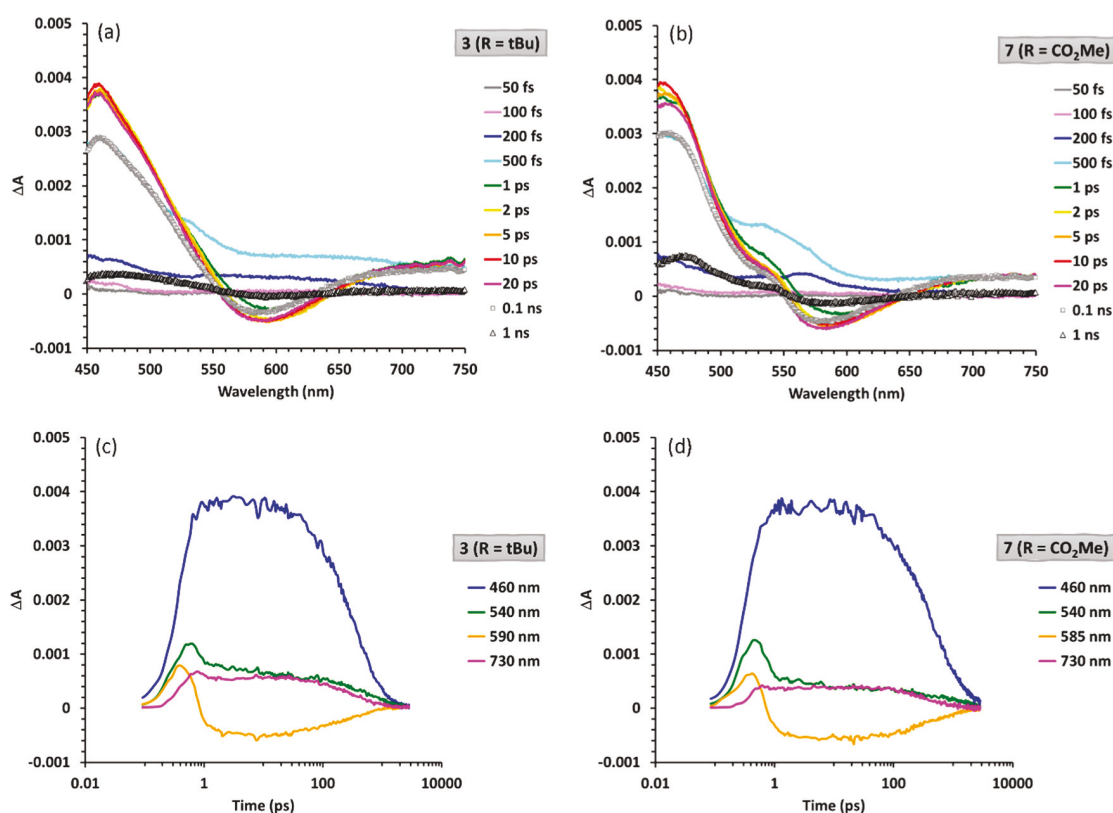 (a)
3 (R = tBu)
0.005
0.004
0.003
0.002
0.001
0
-0.001
ΔA
450 500 550 600 650 700 750
Wavelength (nm)
50 fs
100 fs
200 fs
500 fs
1 ps
2 ps
5 ps
10 ps
20 ps
0.1 ns
1 ns
(b)
7 (R = CO₂Me)
0.005
0.004
0.003
0.002
0.001
0
-0.001
ΔA
450 500 550 600 650 700 750
Wavelength (nm)
50 fs
100 fs
200 fs
500 fs
1 ps
2 ps
5 ps
10 ps
20 ps
0.1 ns
1 ns
(c)
3 (R = tBu)
0.005
0.004
0.003
0.002
0.001
0
-0.001
ΔA
0.01 1 100 10000
Time (ps)
460 nm
540 nm
590 nm
730 nm
(d)
7 (R = CO₂Me)
0.005
0.004
0.003
0.002
0.001
0
-0.001
ΔA
0.01 1 100 10000
Time (ps)
460 nm
540 nm
585 nm
730 nm